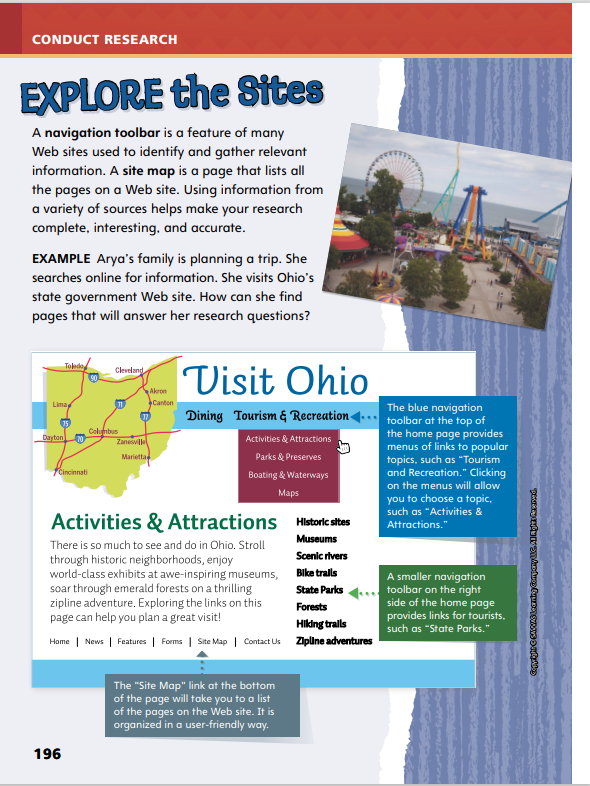 CONDUCT RESEARCH
EXPLORE the Sites
A navigation toolbar is a feature of many
Web sites used to identify and gather relevant
information. A site map is a page that lists all
the pages on a Web site. Using information from
a variety of sources helps make your research
complete, interesting, and accurate.
EXAMPLE Arya's family is planning a trip. She
searches online for information. She visits Ohio's
state government Web site. How can she find
pages that will answer her research questions?
Toledo
90
Cleveland
Akron
Lima
71
Canton
77
75
Columbus
Dayton
70
Zanesville
Marietta
Cincinnati
Visit Ohio
Dining Tourism & Recreation
Activities & Attractions
Parks & Preserves
Boating & Waterways
Maps
The blue navigation
toolbar at the top of
the home page provides
menus of links to popular
topics, such as "Tourism
and Recreation." Clicking
on the menus will allow
you to choose a topic,
such as "Activities &
Attractions."
Activities & Attractions
There is so much to see and do in Ohio. Stroll
through historic neighborhoods, enjoy
world-class exhibits at awe-inspiring museums,
soar through emerald forests on a thrilling
zipline adventure. Exploring the links on this
page can help you plan a great visit!
Historic sites
Museums
Scenic rivers
Bike trails
State Parks
Forests
Hiking trails
Zipline adventures
A smaller navigation
toolbar on the right
side of the home page
provides links for tourists,
such as "State Parks."
Home | News | Features | Forms | Site Map | Contact Us
The "Site Map" link at the bottom
of the page will take you to a list
of the pages on the Web site. It is
organized in a user-friendly way.
Copyright © SAVVAS Learning Company LLC. All Rights Reserved.
196